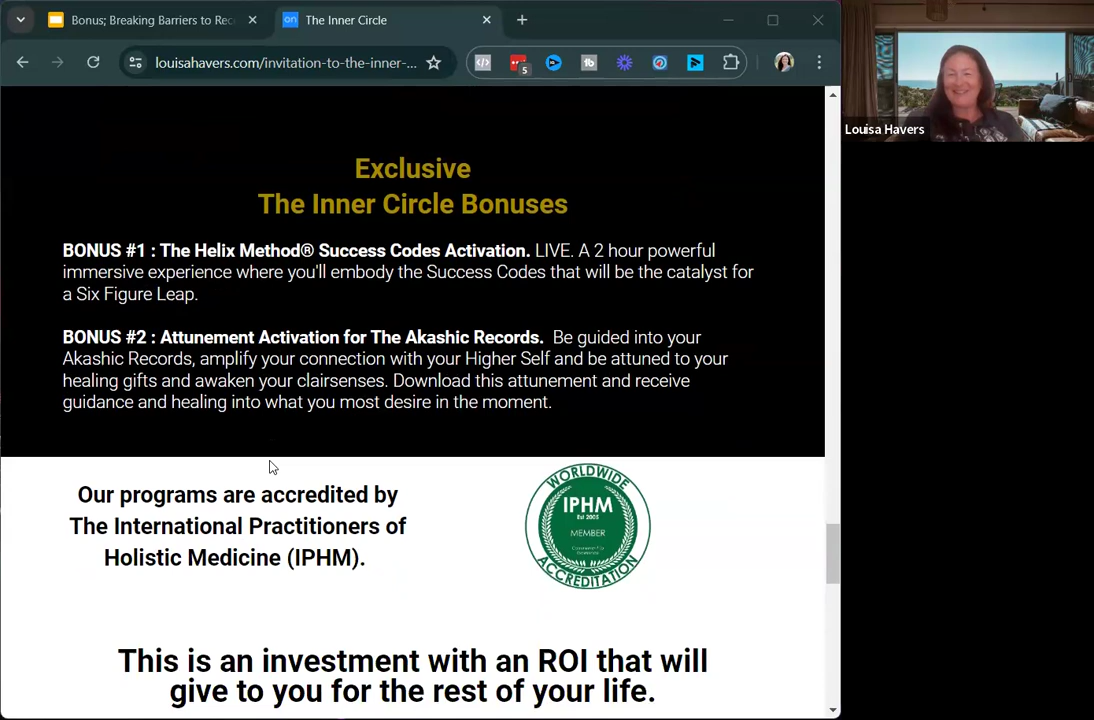 Bonus; Breaking Barriers to Rec
The Inner Circle
louisahavers.com/invitation-to-the-inner-...
5
fb
Louisa Havers
Exclusive
The Inner Circle Bonuses
BONUS #1 : The Helix Method® Success Codes Activation. LIVE. A 2 hour powerful
immersive experience where you'll embody the Success Codes that will be the catalyst for
a Six Figure Leap.
BONUS #2 : Attunement Activation for The Akashic Records. Be guided into your
Akashic Records, amplify your connection with your Higher Self and be attuned to your
healing gifts and awaken your clairsenses. Download this attunement and receive
guidance and healing into what you most desire in the moment.
Our programs are accredited by
The International Practitioners of
Holistic Medicine (IPHM).
WORLDWIDE
IPHM
Est 2005
MEMBER
ACCREDITATION
This is an investment with an ROI that will
give to you for the rest of your life.